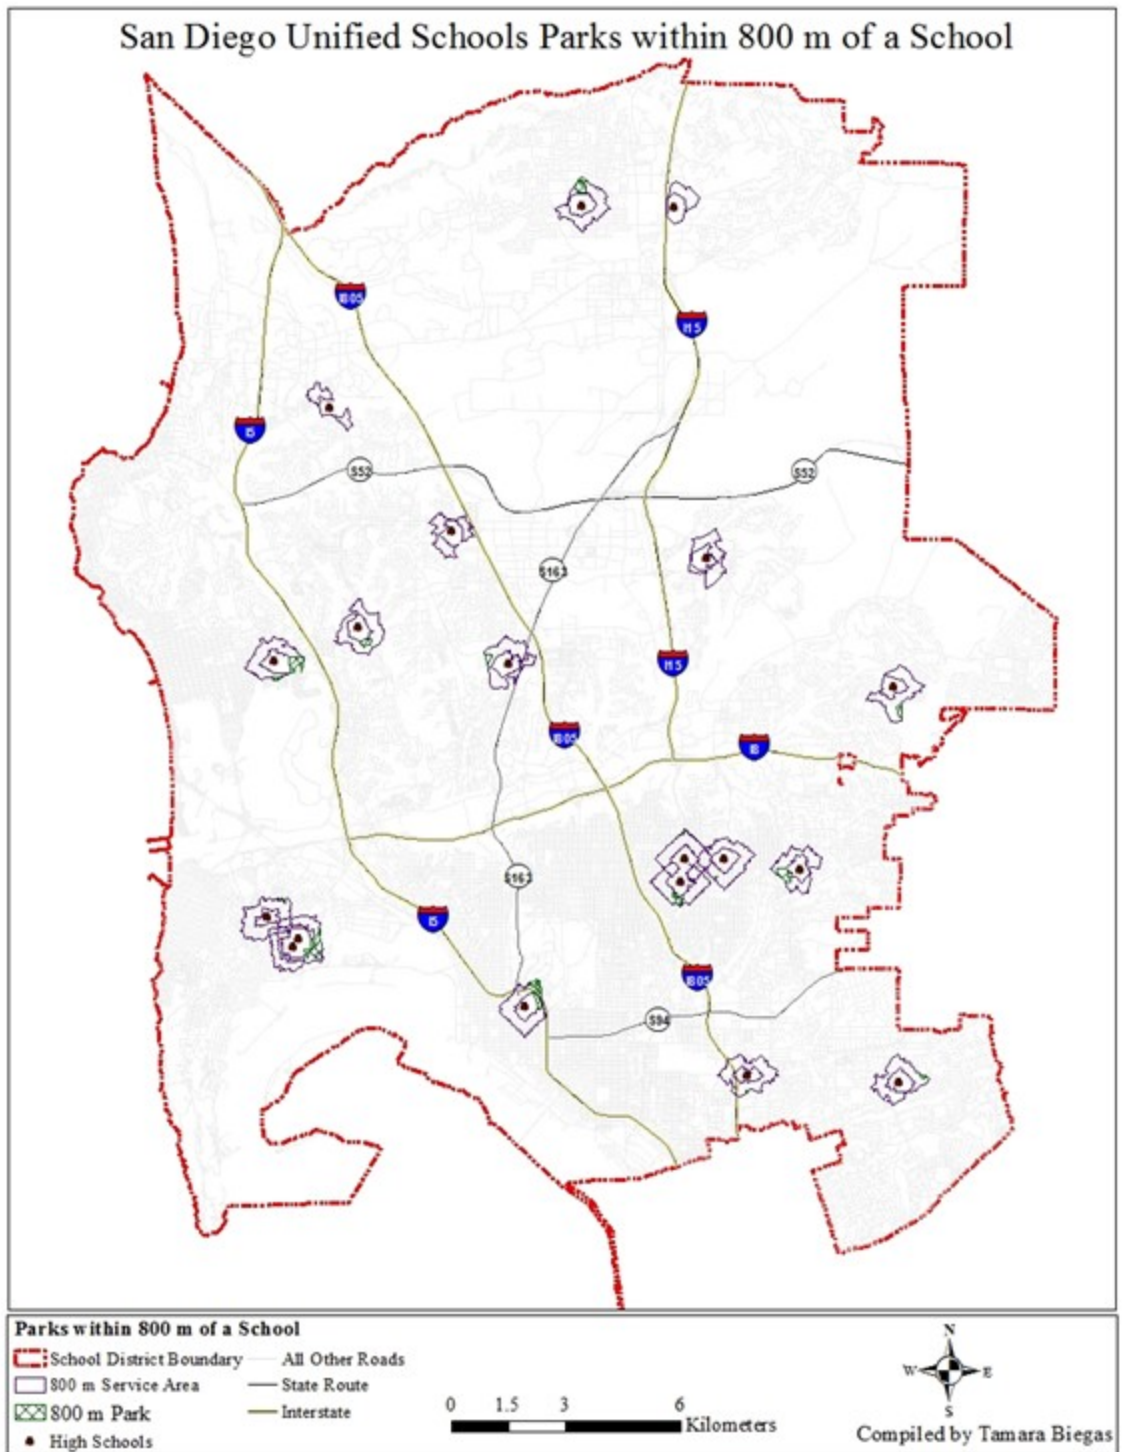 San Diego Unified Schools Parks within 800 m of a School
I805
I15
I5
S52
S52
S163
I15
I805
I8
S163
I5
I805
S94
Parks within 800 m of a School
School District Boundary
800 m Service Area
800 m Park
High Schools
All Other Roads
State Route
Interstate
0 1.5 3 6
Kilometers
N
W E
S
Compiled by Tamara Biegas